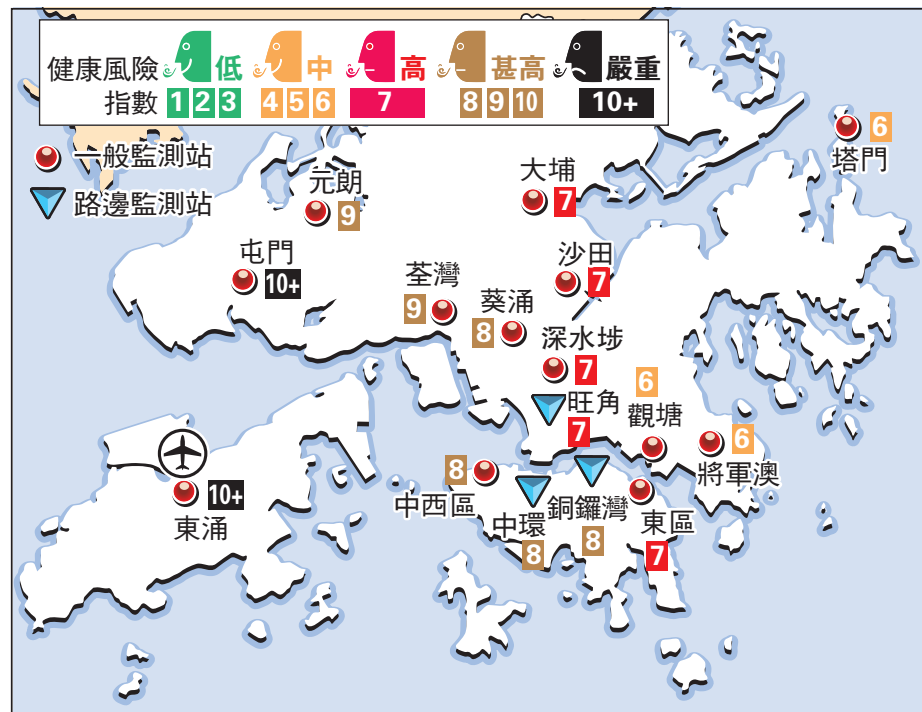 健康風險 低 中 高 甚高 嚴重
指數 1 2 3 4 5 6 7 8 9 10 10+
一般監測站
路邊監測站
塔門 6
大埔 7
元朗 9
屯門 10+
沙田 7
荃灣 9
葵涌 8
深水埗 7
旺角 7
觀塘 6
將軍澳 6
中西區 8
中環 8
銅鑼灣 8
東區 7
東涌 10+